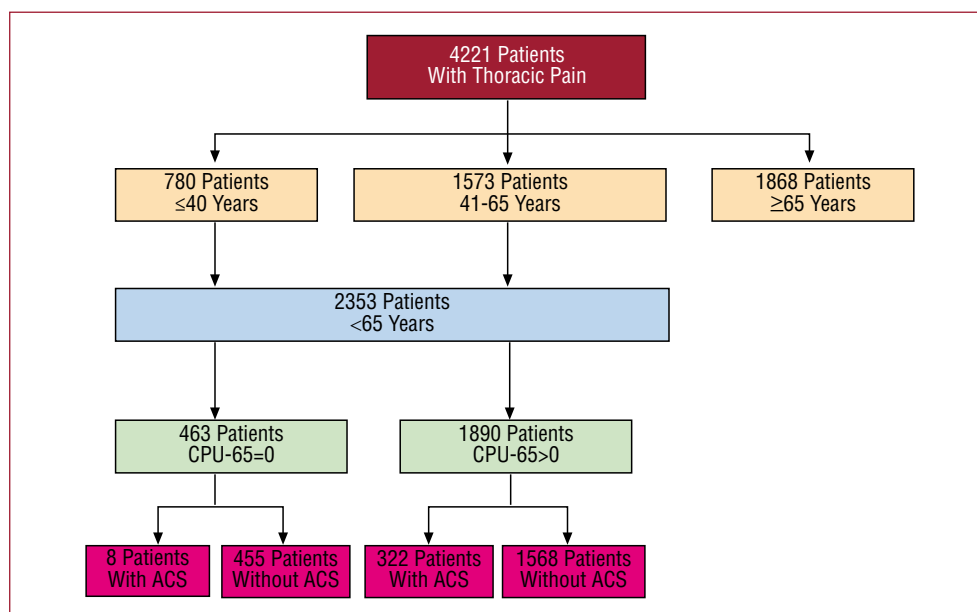 4221 Patients
With Thoracic Pain
780 Patients
≤40 Years
1573 Patients
41-65 Years
1868 Patients
≥65 Years
2353 Patients
<65 Years
463 Patients
CPU-65=0
1890 Patients
CPU-65>0
8 Patients
With ACS
455 Patients
Without ACS
322 Patients
With ACS
1568 Patients
Without ACS